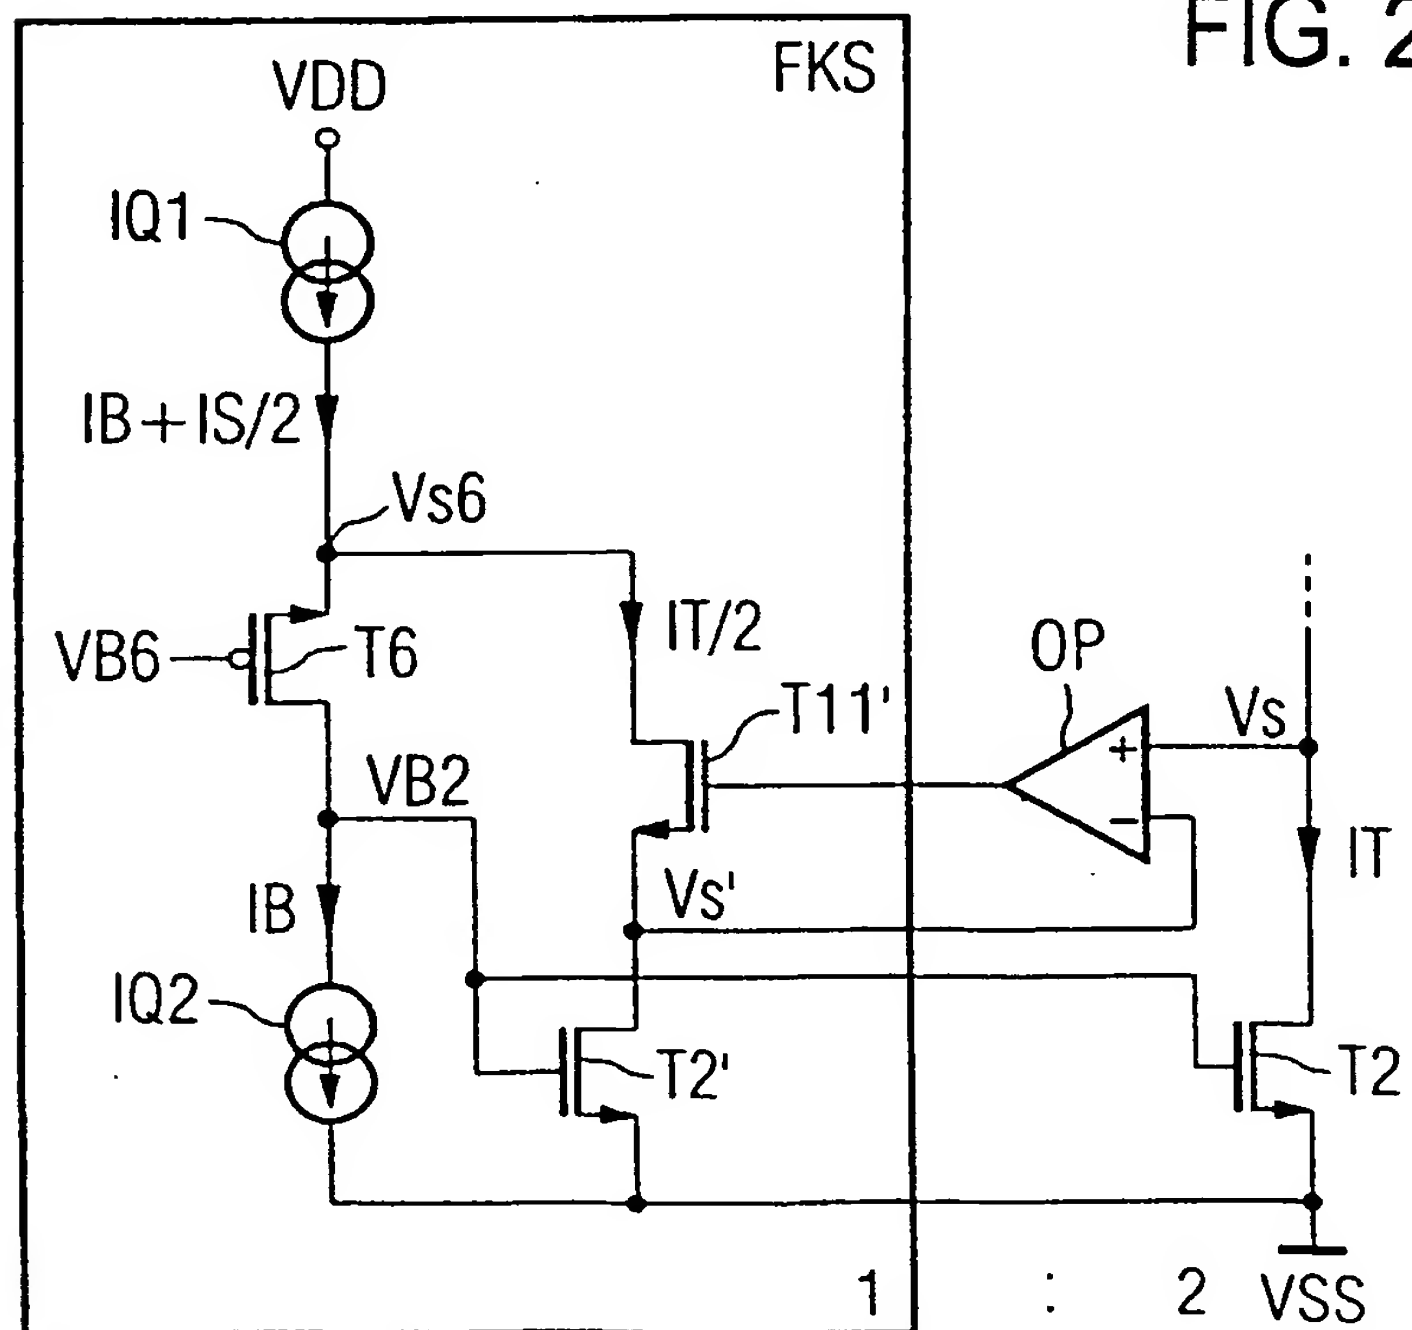 FIG. 2
FKS
VDD
IQ1
IB+IS/2
Vs6
VB6
T6
IT/2
OP
T11'
Vs
+
VB2
−
IT
IB
Vs'
IQ2
T2'
T2
1 : 2
VSS